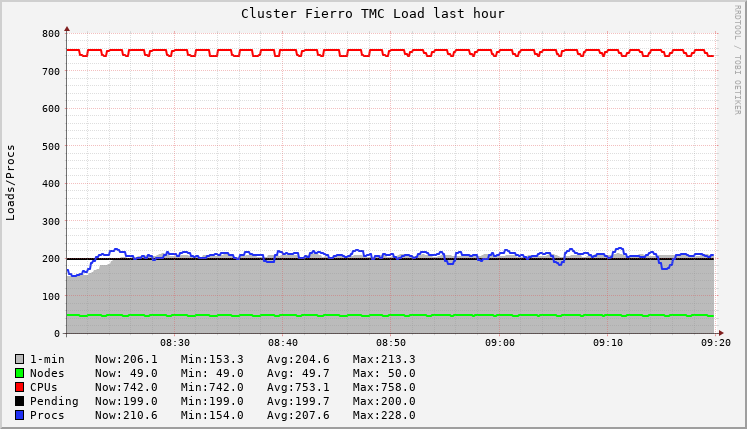 Cluster Fierro TMC Load last hour
RRDTOOL / TOBI OETIKER
Loads/Procs
800
700
600
500
400
300
200
100
0
08:30 08:40 08:50 09:00 09:10 09:20
1-min Now:206.1 Min:153.3 Avg:204.6 Max:213.3
Nodes Now: 49.0 Min: 49.0 Avg: 49.7 Max: 50.0
CPUs Now:742.0 Min:742.0 Avg:753.1 Max:758.0
Pending Now:199.0 Min:199.0 Avg:199.7 Max:200.0
Procs Now:210.6 Min:154.0 Avg:207.6 Max:228.0